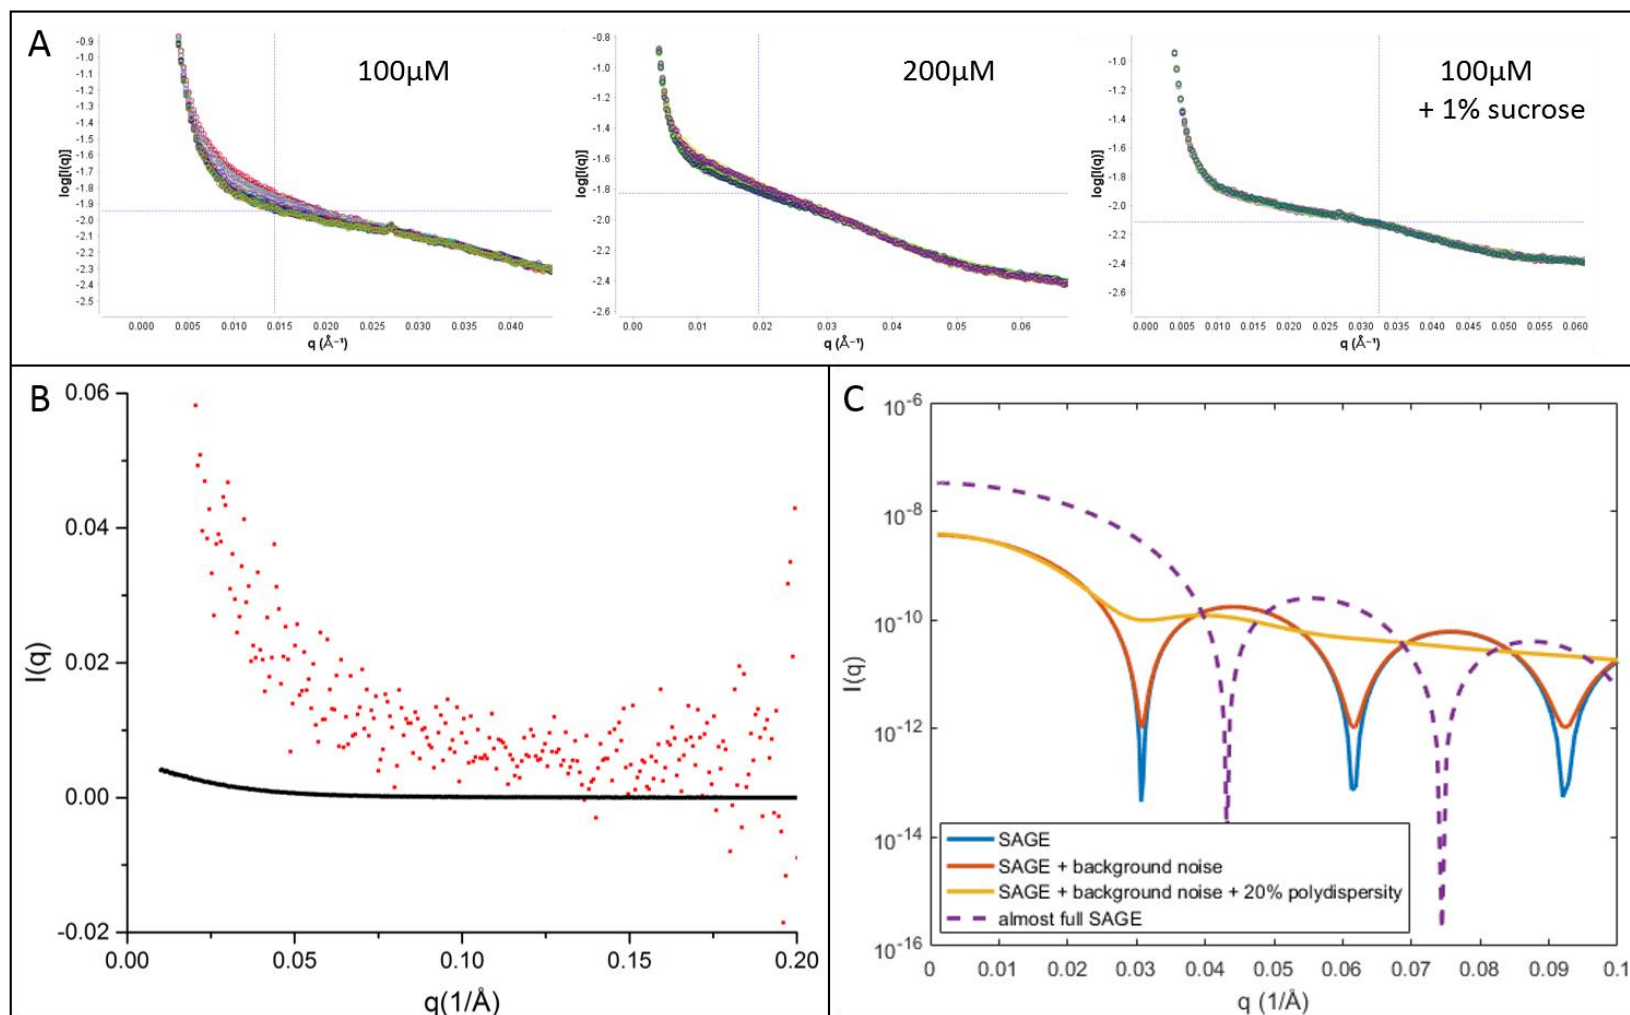 A
100µM
log[I(q)]
-0.9
-1.0
-1.1
-1.2
-1.3
-1.4
-1.5
-1.6
-1.7
-1.8
-1.9
-2.0
-2.1
-2.2
-2.3
-2.4
-2.5
0.000 0.005 0.010 0.015 0.020 0.025 0.030 0.035 0.040
q (Å⁻¹)
200µM
log[I(q)]
-0.8
-1.0
-1.2
-1.4
-1.6
-1.8
-2.0
-2.2
-2.4
-2.6
0.00 0.01 0.02 0.03 0.04 0.05 0.06
q (Å⁻¹)
100µM
+ 1% sucrose
log[I(q)]
-1.0
-1.2
-1.4
-1.6
-1.8
-2.0
-2.2
-2.4
-2.6
0.000 0.005 0.010 0.015 0.020 0.025 0.030 0.035 0.040 0.045 0.050 0.055 0.060
q (Å⁻¹)
B
I(q)
0.06
0.04
0.02
0.00
-0.02
0.00 0.05 0.10 0.15 0.20
q(1/Å)
C
I(q)
10⁻⁶
10⁻⁸
10⁻¹⁰
10⁻¹²
10⁻¹⁴
10⁻¹⁶
SAGE
SAGE + background noise
SAGE + background noise + 20% polydispersity
almost full SAGE
0 0.01 0.02 0.03 0.04 0.05 0.06 0.07 0.08 0.09 0.1
q (1/Å)